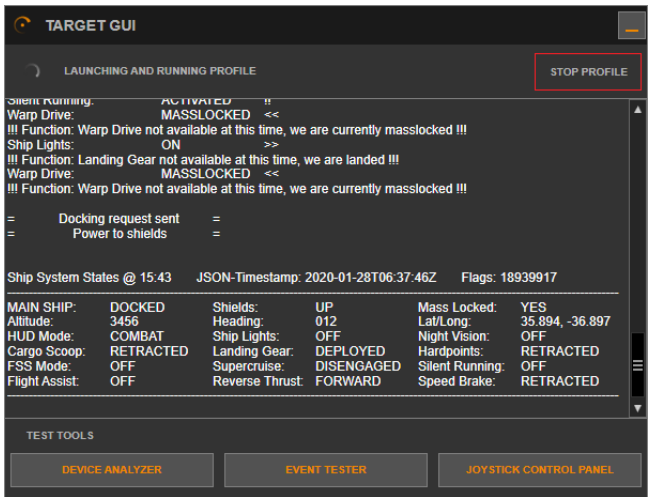 TARGET GUI
LAUNCHING AND RUNNING PROFILE
STOP PROFILE
Silent Running: ACTIVATED !!
Warp Drive: MASSLOCKED <<
!!! Function: Warp Drive not available at this time, we are currently masslocked !!!
Ship Lights: ON >>
!!! Function: Landing Gear not available at this time, we are landed !!!
Warp Drive: MASSLOCKED <<
!!! Function: Warp Drive not available at this time, we are currently masslocked !!!
= Docking request sent =
= Power to shields =
Ship System States @ 15:43 JSON-Timestamp: 2020-01-28T06:37:46Z Flags: 18939917
MAIN SHIP: DOCKED Shields: UP Mass Locked: YES
Altitude: 3456 Heading: 012 Lat/Long: 35.894, -36.897
HUD Mode: COMBAT Ship Lights: OFF Night Vision: OFF
Cargo Scoop: RETRACTED Landing Gear: DEPLOYED Hardpoints: RETRACTED
FSS Mode: OFF Supercruise: DISENGAGED Silent Running: OFF
Flight Assist: OFF Reverse Thrust: FORWARD Speed Brake: RETRACTED
TEST TOOLS
DEVICE ANALYZER
EVENT TESTER
JOYSTICK CONTROL PANEL